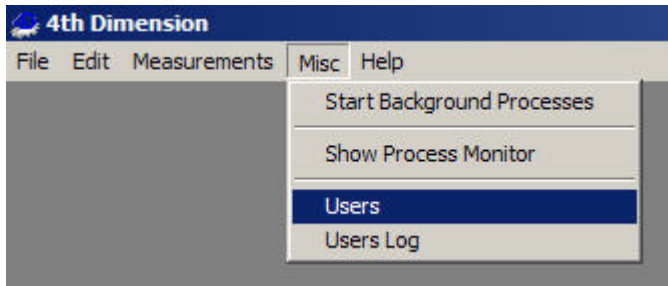 4th Dimension
File Edit Measurements Misc Help
Start Background Processes
Show Process Monitor
Users
Users Log